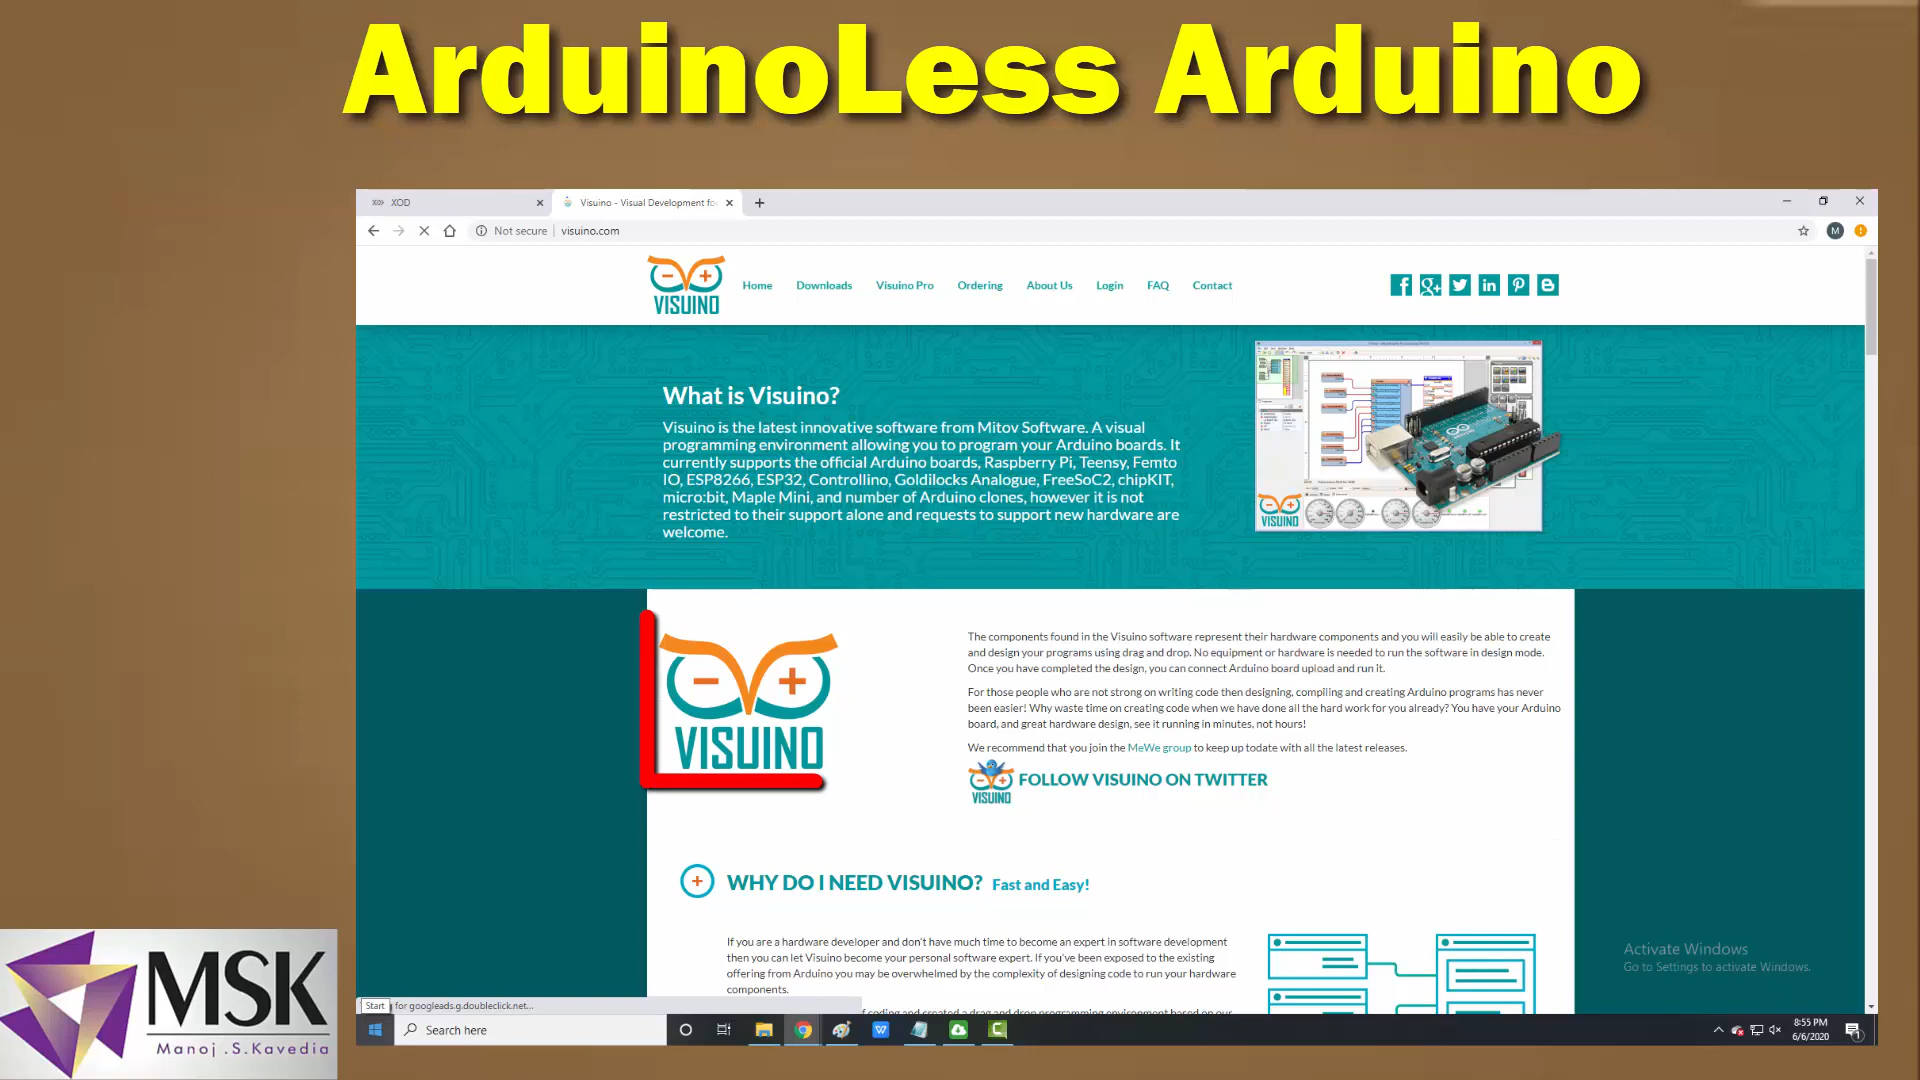 ArduinoLess Arduino
XOD
Visuino - Visual Development fo
Not secure
visuino.com
M
VISUINO
Home
Downloads
Visuino Pro
Ordering
About Us
Login
FAQ
Contact
What is Visuino?
Visuino is the latest innovative software from Mitov Software. A visual
programming environment allowing you to program your Arduino boards. It
currently supports the official Arduino boards, Raspberry Pi, Teensy, Femto
IO, ESP8266, ESP32, Controllino, Goldilocks Analogue, FreeSoC2, chipKIT,
micro:bit, Maple Mini, and number of Arduino clones, however it is not
restricted to their support alone and requests to support new hardware are
welcome.
VISUINO
VISUINO
The components found in the Visuino software represent their hardware components and you will easily be able to create
and design your programs using drag and drop. No equipment or hardware is needed to run the software in design mode.
Once you have completed the design, you can connect Arduino board upload and run it.
For those people who are not strong on writing code then designing, compiling and creating Arduino programs has never
been easier! Why waste time on creating code when we have done all the hard work for you already? You have your Arduino
board, and great hardware design, see it running in minutes, not hours!
We recommend that you join the MeWe group to keep up todate with all the latest releases.
VISUINO
FOLLOW VISUINO ON TWITTER
WHY DO I NEED VISUINO? Fast and Easy!
If you are a hardware developer and don't have much time to become an expert in software development
then you can let Visuino become your personal software expert. If you've been exposed to the existing
offering from Arduino you may be overwhelmed by the complexity of designing code to run your hardware
components.
of coding and created a drag and drop programming environment based on our
Activate Windows
Go to Settings to activate Windows.
Start
g for googleads.g.doubleclick.net...
Search here
8:55 PM
6/6/2020
MSK
Manoj .S.Kavedia